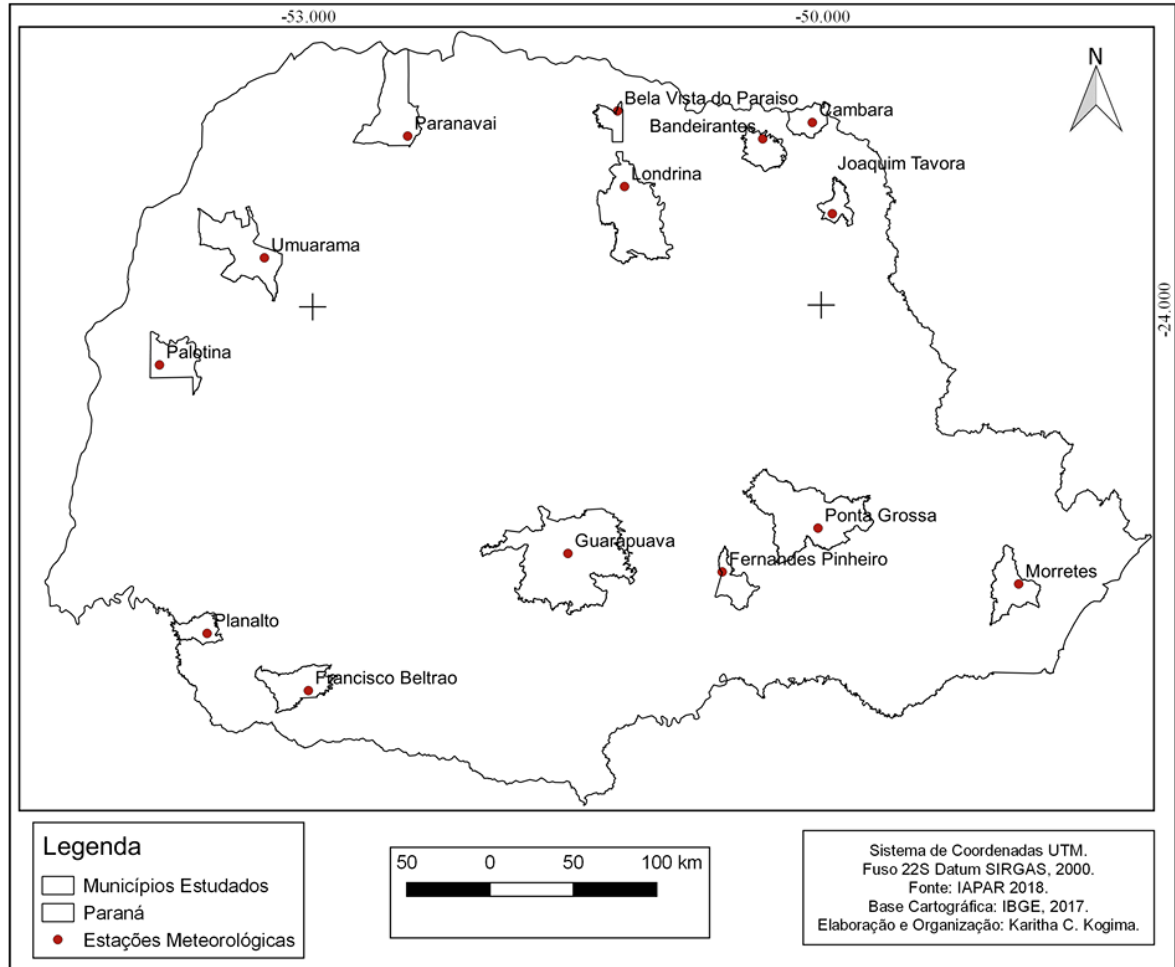 -53.000
-50.000
N
Bela Vista do Paraiso
Cambara
Paranavai
Bandeirantes
Joaquim Tavora
Londrina
Umuarama
-24.000
Palotina
Ponta Grossa
Guarapuava
Fernandes Pinheiro
Morretes
Planalto
Francisco Beltrao
Legenda
Municípios Estudados
Paraná
Estações Meteorológicas
50 0 50 100 km
Sistema de Coordenadas UTM.
Fuso 22S Datum SIRGAS, 2000.
Fonte: IAPAR 2018.
Base Cartográfica: IBGE, 2017.
Elaboração e Organização: Karitha C. Kogima.